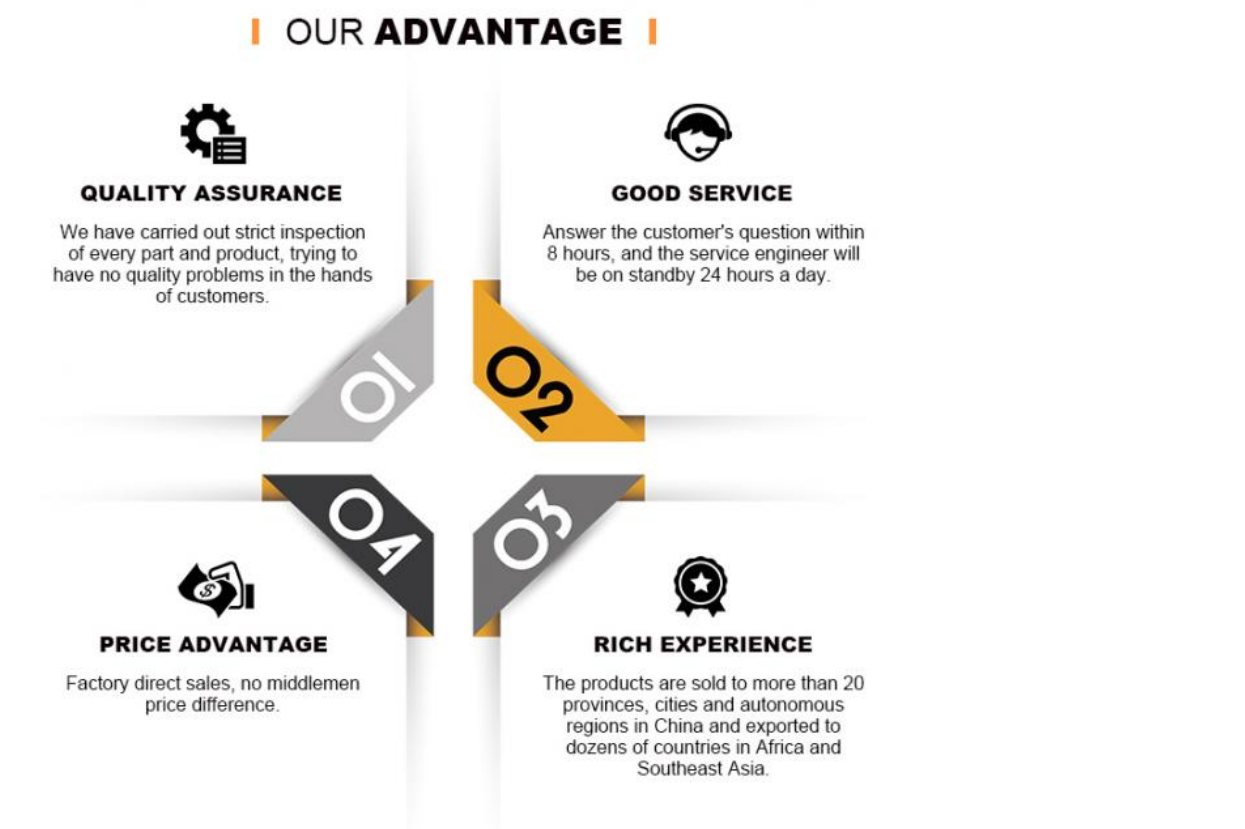 OUR ADVANTAGE
QUALITY ASSURANCE
We have carried out strict inspection
of every part and product, trying to
have no quality problems in the hands
of customers.
01
GOOD SERVICE
Answer the customer's question within
8 hours, and the service engineer will
be on standby 24 hours a day.
02
04
PRICE ADVANTAGE
Factory direct sales, no middlemen
price difference.
03
RICH EXPERIENCE
The products are sold to more than 20
provinces, cities and autonomous
regions in China and exported to
dozens of countries in Africa and
Southeast Asia.
$